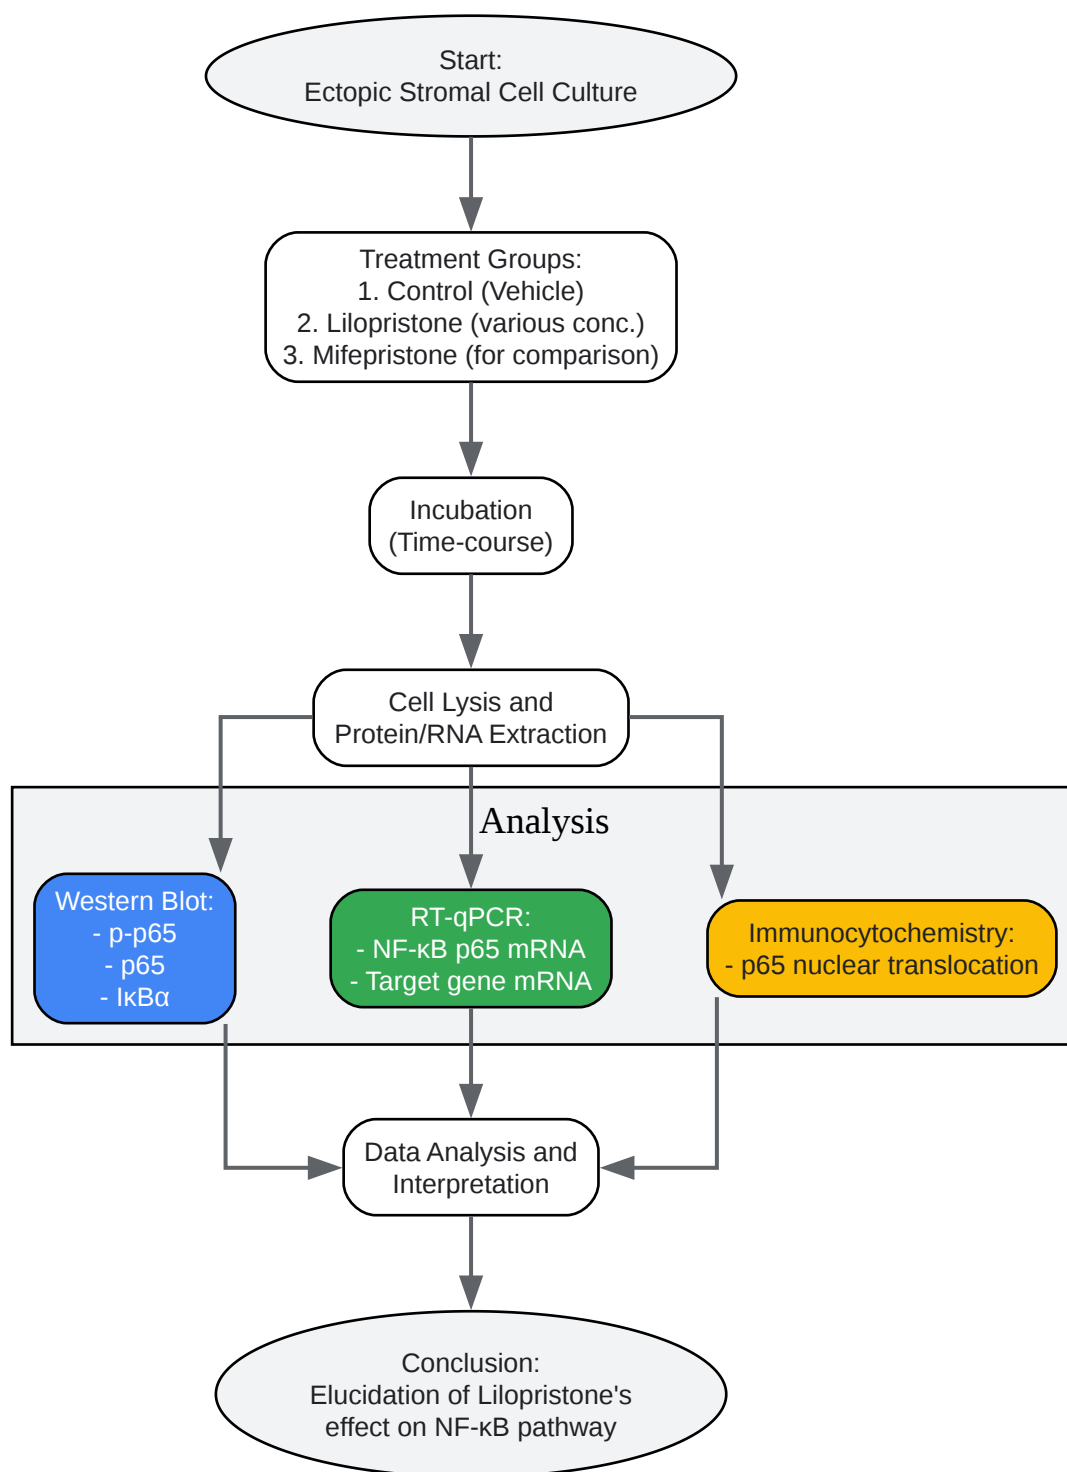 Start:
Ectopic Stromal Cell Culture
Treatment Groups:
1. Control (Vehicle)
2. Lilopristone (various conc.)
3. Mifepristone (for comparison)
Incubation
(Time-course)
Cell Lysis and
Protein/RNA Extraction
Analysis
Western Blot:
- p-p65
- p65
- IκBα
RT-qPCR:
- NF-κB p65 mRNA
- Target gene mRNA
Immunocytochemistry:
- p65 nuclear translocation
Data Analysis and
Interpretation
Conclusion:
Elucidation of Lilopristone's
effect on NF-κB pathway